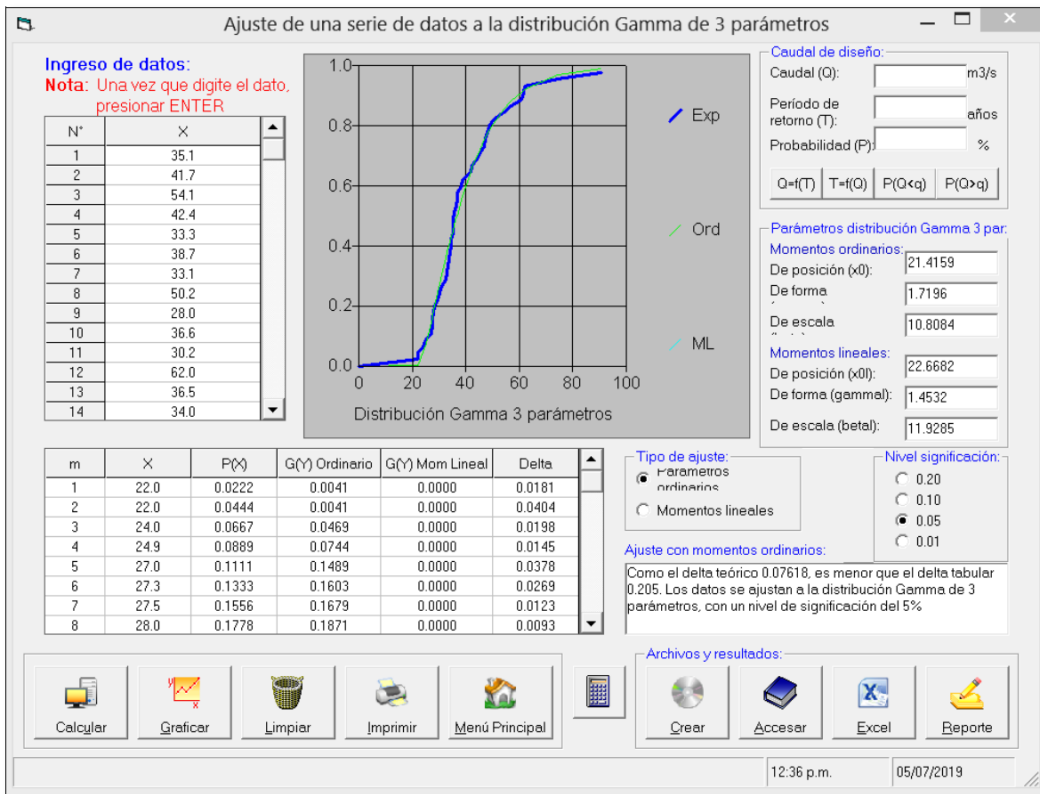 Ajuste de una serie de datos a la distribución Gamma de 3 parámetros
Ingreso de datos:
Nota: Una vez que digite el dato,
presionar ENTER
N° X
1 35.1
2 41.7
3 54.1
4 42.4
5 33.3
6 38.7
7 33.1
8 50.2
9 28.0
10 36.6
11 30.2
12 62.0
13 36.5
14 34.0
1.0
0.8
0.6
0.4
0.2
0.0
0 20 40 60 80 100
Distribución Gamma 3 parámetros
Exp
Ord
ML
Caudal de diseño:
Caudal (Q): m3/s
Período de
retorno (T): años
Probabilidad (P): %
Q=f(T) T=f(Q) P(Q<q) P(Q>q)
Parámetros distribución Gamma 3 par:
Momentos ordinarios:
De posición (x0): 21.4159
De forma 1.7196
De escala 10.8084
Momentos lineales:
De posición (x0l): 22.6682
De forma (gammal): 1.4532
De escala (betal): 11.9285
m X P(X) G(Y) Ordinario G(Y) Mom Lineal Delta
1 22.0 0.0222 0.0041 0.0000 0.0181
2 22.0 0.0444 0.0041 0.0000 0.0404
3 24.0 0.0667 0.0469 0.0000 0.0198
4 24.9 0.0889 0.0744 0.0000 0.0145
5 27.0 0.1111 0.1489 0.0000 0.0378
6 27.3 0.1333 0.1603 0.0000 0.0269
7 27.5 0.1556 0.1679 0.0000 0.0123
8 28.0 0.1778 0.1871 0.0000 0.0093
Tipo de ajuste:
Parámetros
ordinarios
Momentos lineales
Nivel significación:
0.20
0.10
0.05
0.01
Ajuste con momentos ordinarios:
Como el delta teórico 0.07618, es menor que el delta tabular
0.205. Los datos se ajustan a la distribución Gamma de 3
parámetros, con un nivel de significación del 5%
Calcular Graficar Limpiar Imprimir Menú Principal
Archivos y resultados:
Crear Accesar Excel Reporte
12:36 p.m. 05/07/2019